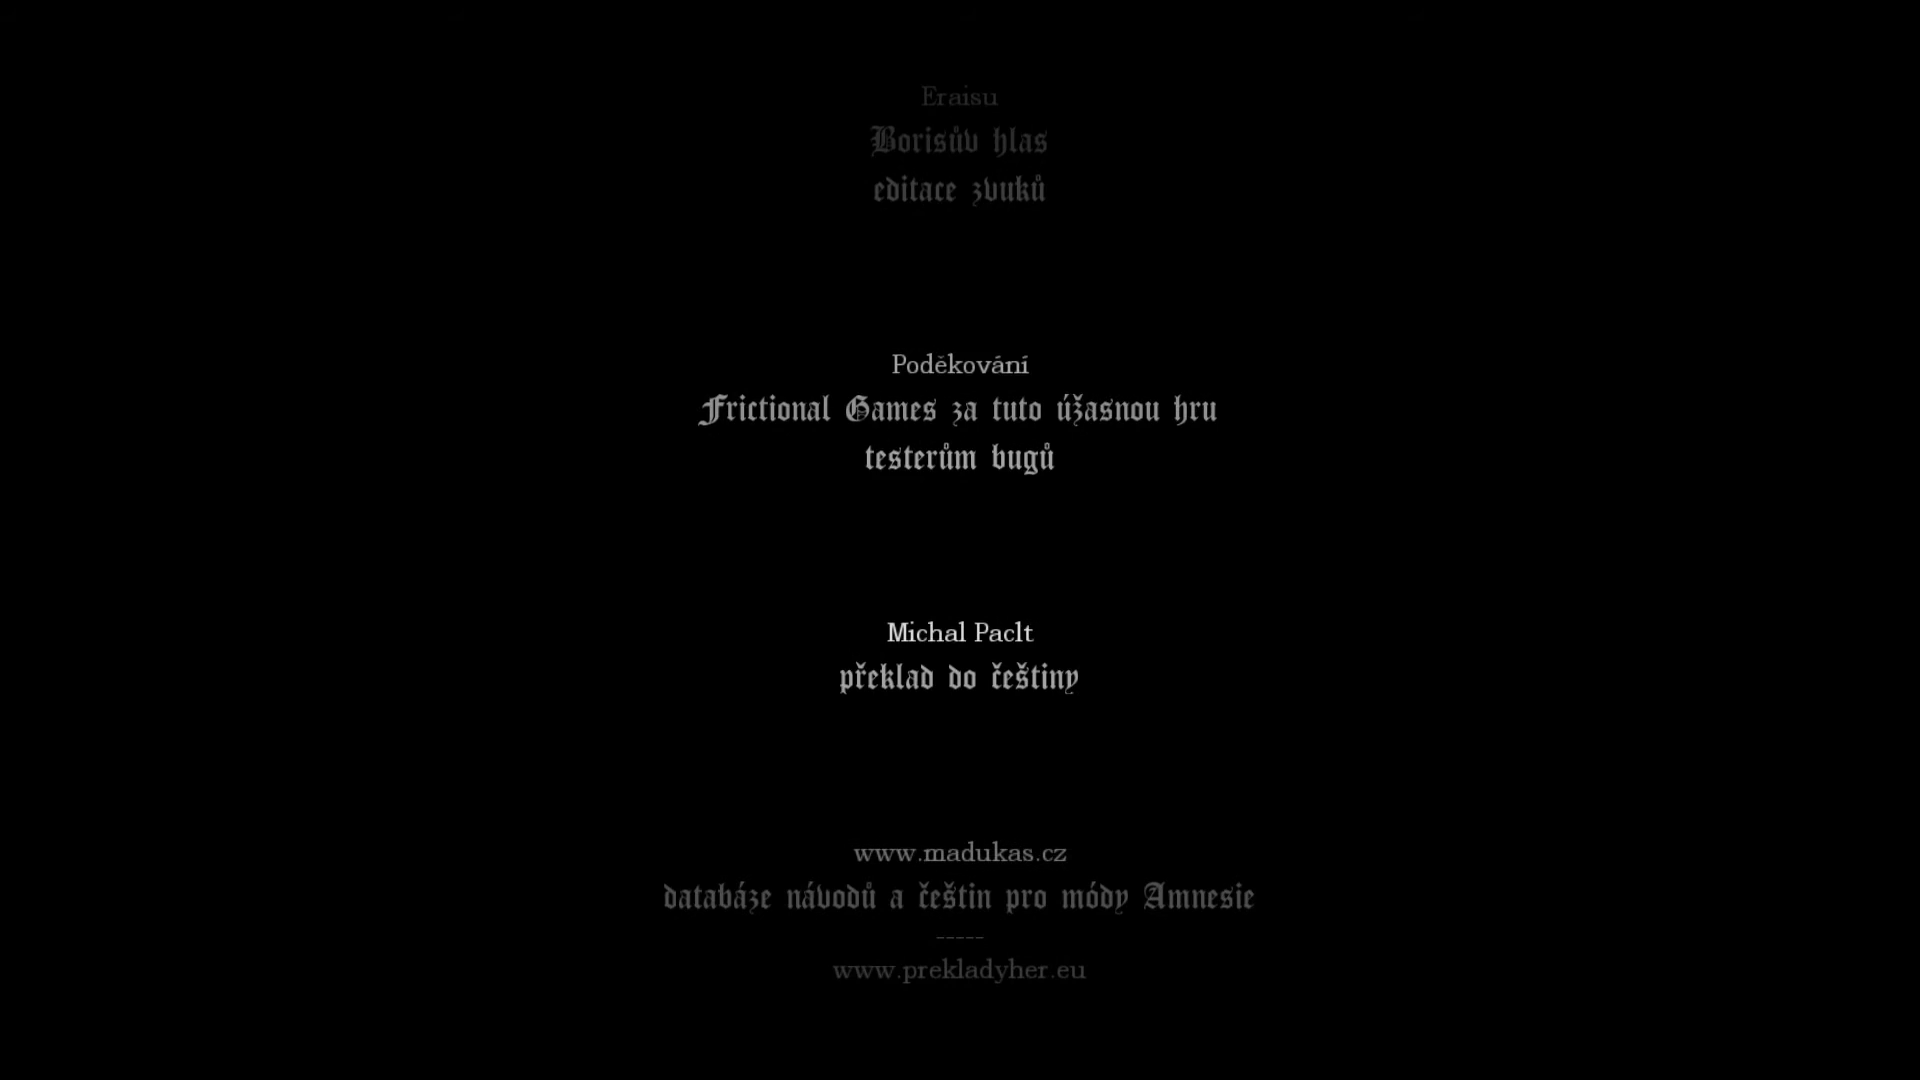 Eraisu
Borisův hlas
editace zvuků
Poděkování
Frictional Games za tuto úžasnou hru
testerům bugů
Michal Paclt
překlad do češtiny
www.madukas.cz
databáze návodů a češtin pro módy Amnesie
-----
www.prekladyher.eu